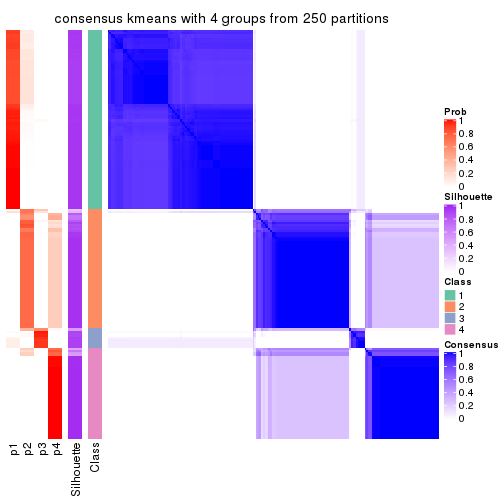 consensus kmeans with 4 groups from 250 partitions
Prob
1
0.8
0.6
0.4
0.2
0
Silhouette
1
0.8
0.6
0.4
0.2
0
Class
1
2
3
4
Consensus
1
0.8
0.6
0.4
0.2
0
p1
p2
p3
p4
Silhouette
Class